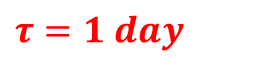 τ = 1 day